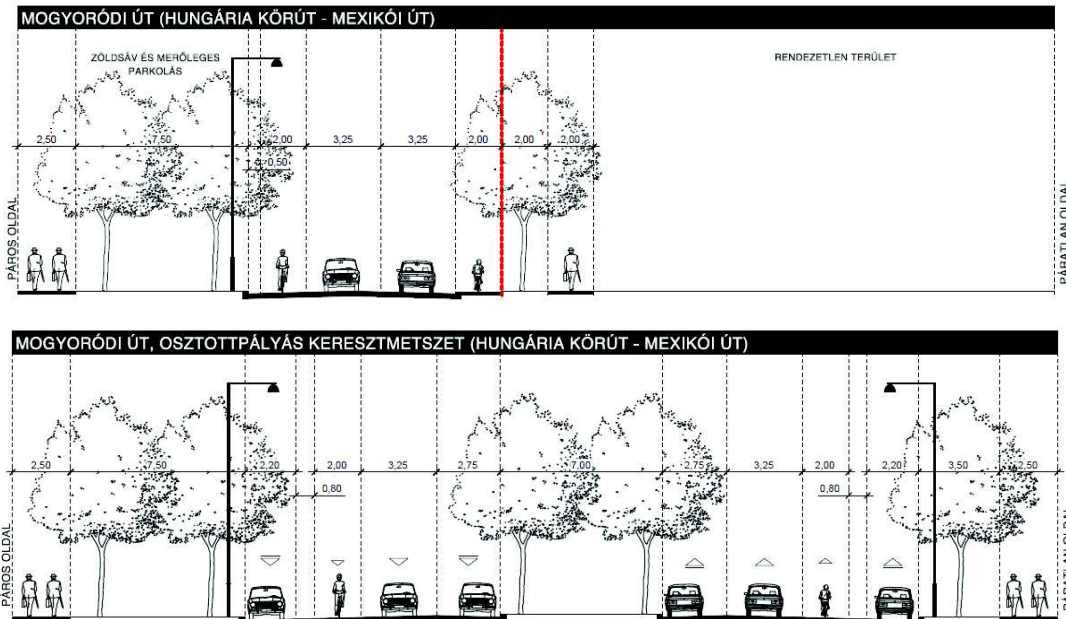 MOGYORÓDI ÚT (HUNGÁRIA KÖRÚT - MEXIKÓI ÚT)
ZÖLDSÁV ÉS MERŐLEGES
PARKOLÁS
RENDEZETLEN TERÜLET
2,50 7,50 2,00 3,25 3,25 2,00 2,00 2,00
0,50
PÁROS OLDAL
PÁRATLAN OLDAL
MOGYORÓDI ÚT, OSZTOTTPÁLYÁS KERESZTMETSZET (HUNGÁRIA KÖRÚT - MEXIKÓI ÚT)
2,50 7,50 2,20 2,00 3,25 2,75 7,00 2,75 3,25 2,00 2,20 3,50 2,50
0,80 0,80
PÁROS OLDAL
PÁRATLAN OLDAL